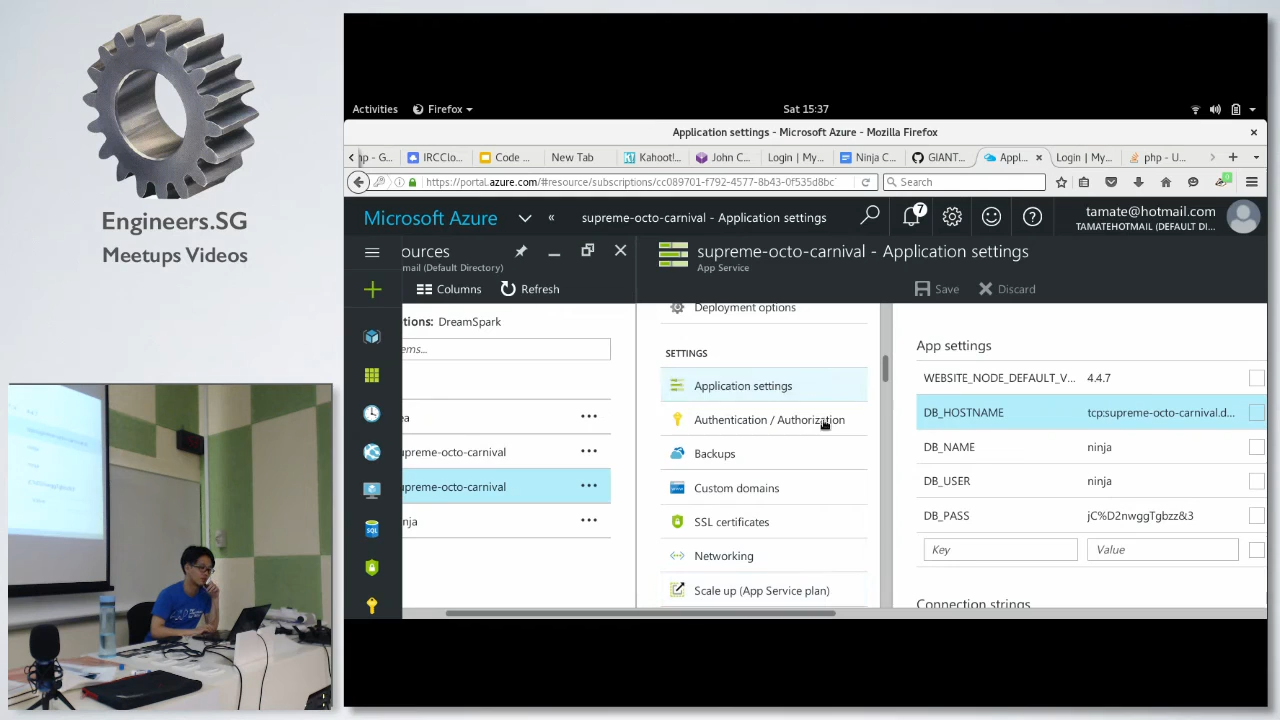 Engineers.SG
Meetups Videos
Activities Firefox Sat 15:37
Application settings - Microsoft Azure - Mozilla Firefox
hp - G... IRCClo... Code ... New Tab Kahoot!... John C... Login | My... Ninja C... GIANT... Appl... Login | My... php - U...
https://portal.azure.com/#resource/subscriptions/cc089701-f792-4577-8b43-0f535d8bc Search
Microsoft Azure « supreme-octo-carnival - Application settings 7 tamate@hotmail.com
TAMATEHOTMAIL (DEFAULT DI...
ources
mail (Default Directory)
Columns Refresh
tions: DreamSpark
ems...
ea
upreme-octo-carnival
upreme-octo-carnival
nja
supreme-octo-carnival - Application settings
App Service
Save Discard
Deployment options
SETTINGS
Application settings
Authentication / Authorization
Backups
Custom domains
SSL certificates
Networking
Scale up (App Service plan)
App settings
WEBSITE_NODE_DEFAULT_V... 4.4.7
DB_HOSTNAME tcp:supreme-octo-carnival.d...
DB_NAME ninja
DB_USER ninja
DB_PASS jC%D2nwggTgbzz&3
Key Value
Connection strings
SQL